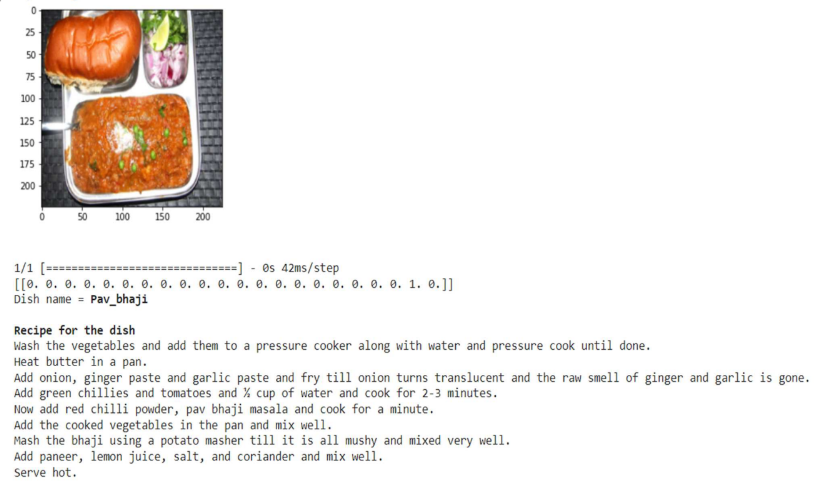 0
25
50
75
100
125
150
175
200
0 50 100 150 200
1/1 [==============================] - 0s 42ms/step
[[0. 0. 0. 0. 0. 0. 0. 0. 0. 0. 0. 0. 0. 0. 0. 0. 0. 0. 0. 0. 1. 0.]]
Dish name = Pav_bhaji
Recipe for the dish
Wash the vegetables and add them to a pressure cooker along with water and pressure cook until done.
Heat butter in a pan.
Add onion, ginger paste and garlic paste and fry till onion turns translucent and the raw smell of ginger and garlic is gone.
Add green chillies and tomatoes and cup of water and cook for 2-3 minutes.
Now add red chilli powder, pav bhaji masala and cook for a minute.
Add the cooked vegetables in the pan and mix well.
Mash the bhaji using a potato masher till it is all mushy and mixed very well.
Add paneer, lemon juice, salt, and coriander and mix well.
Serve hot.